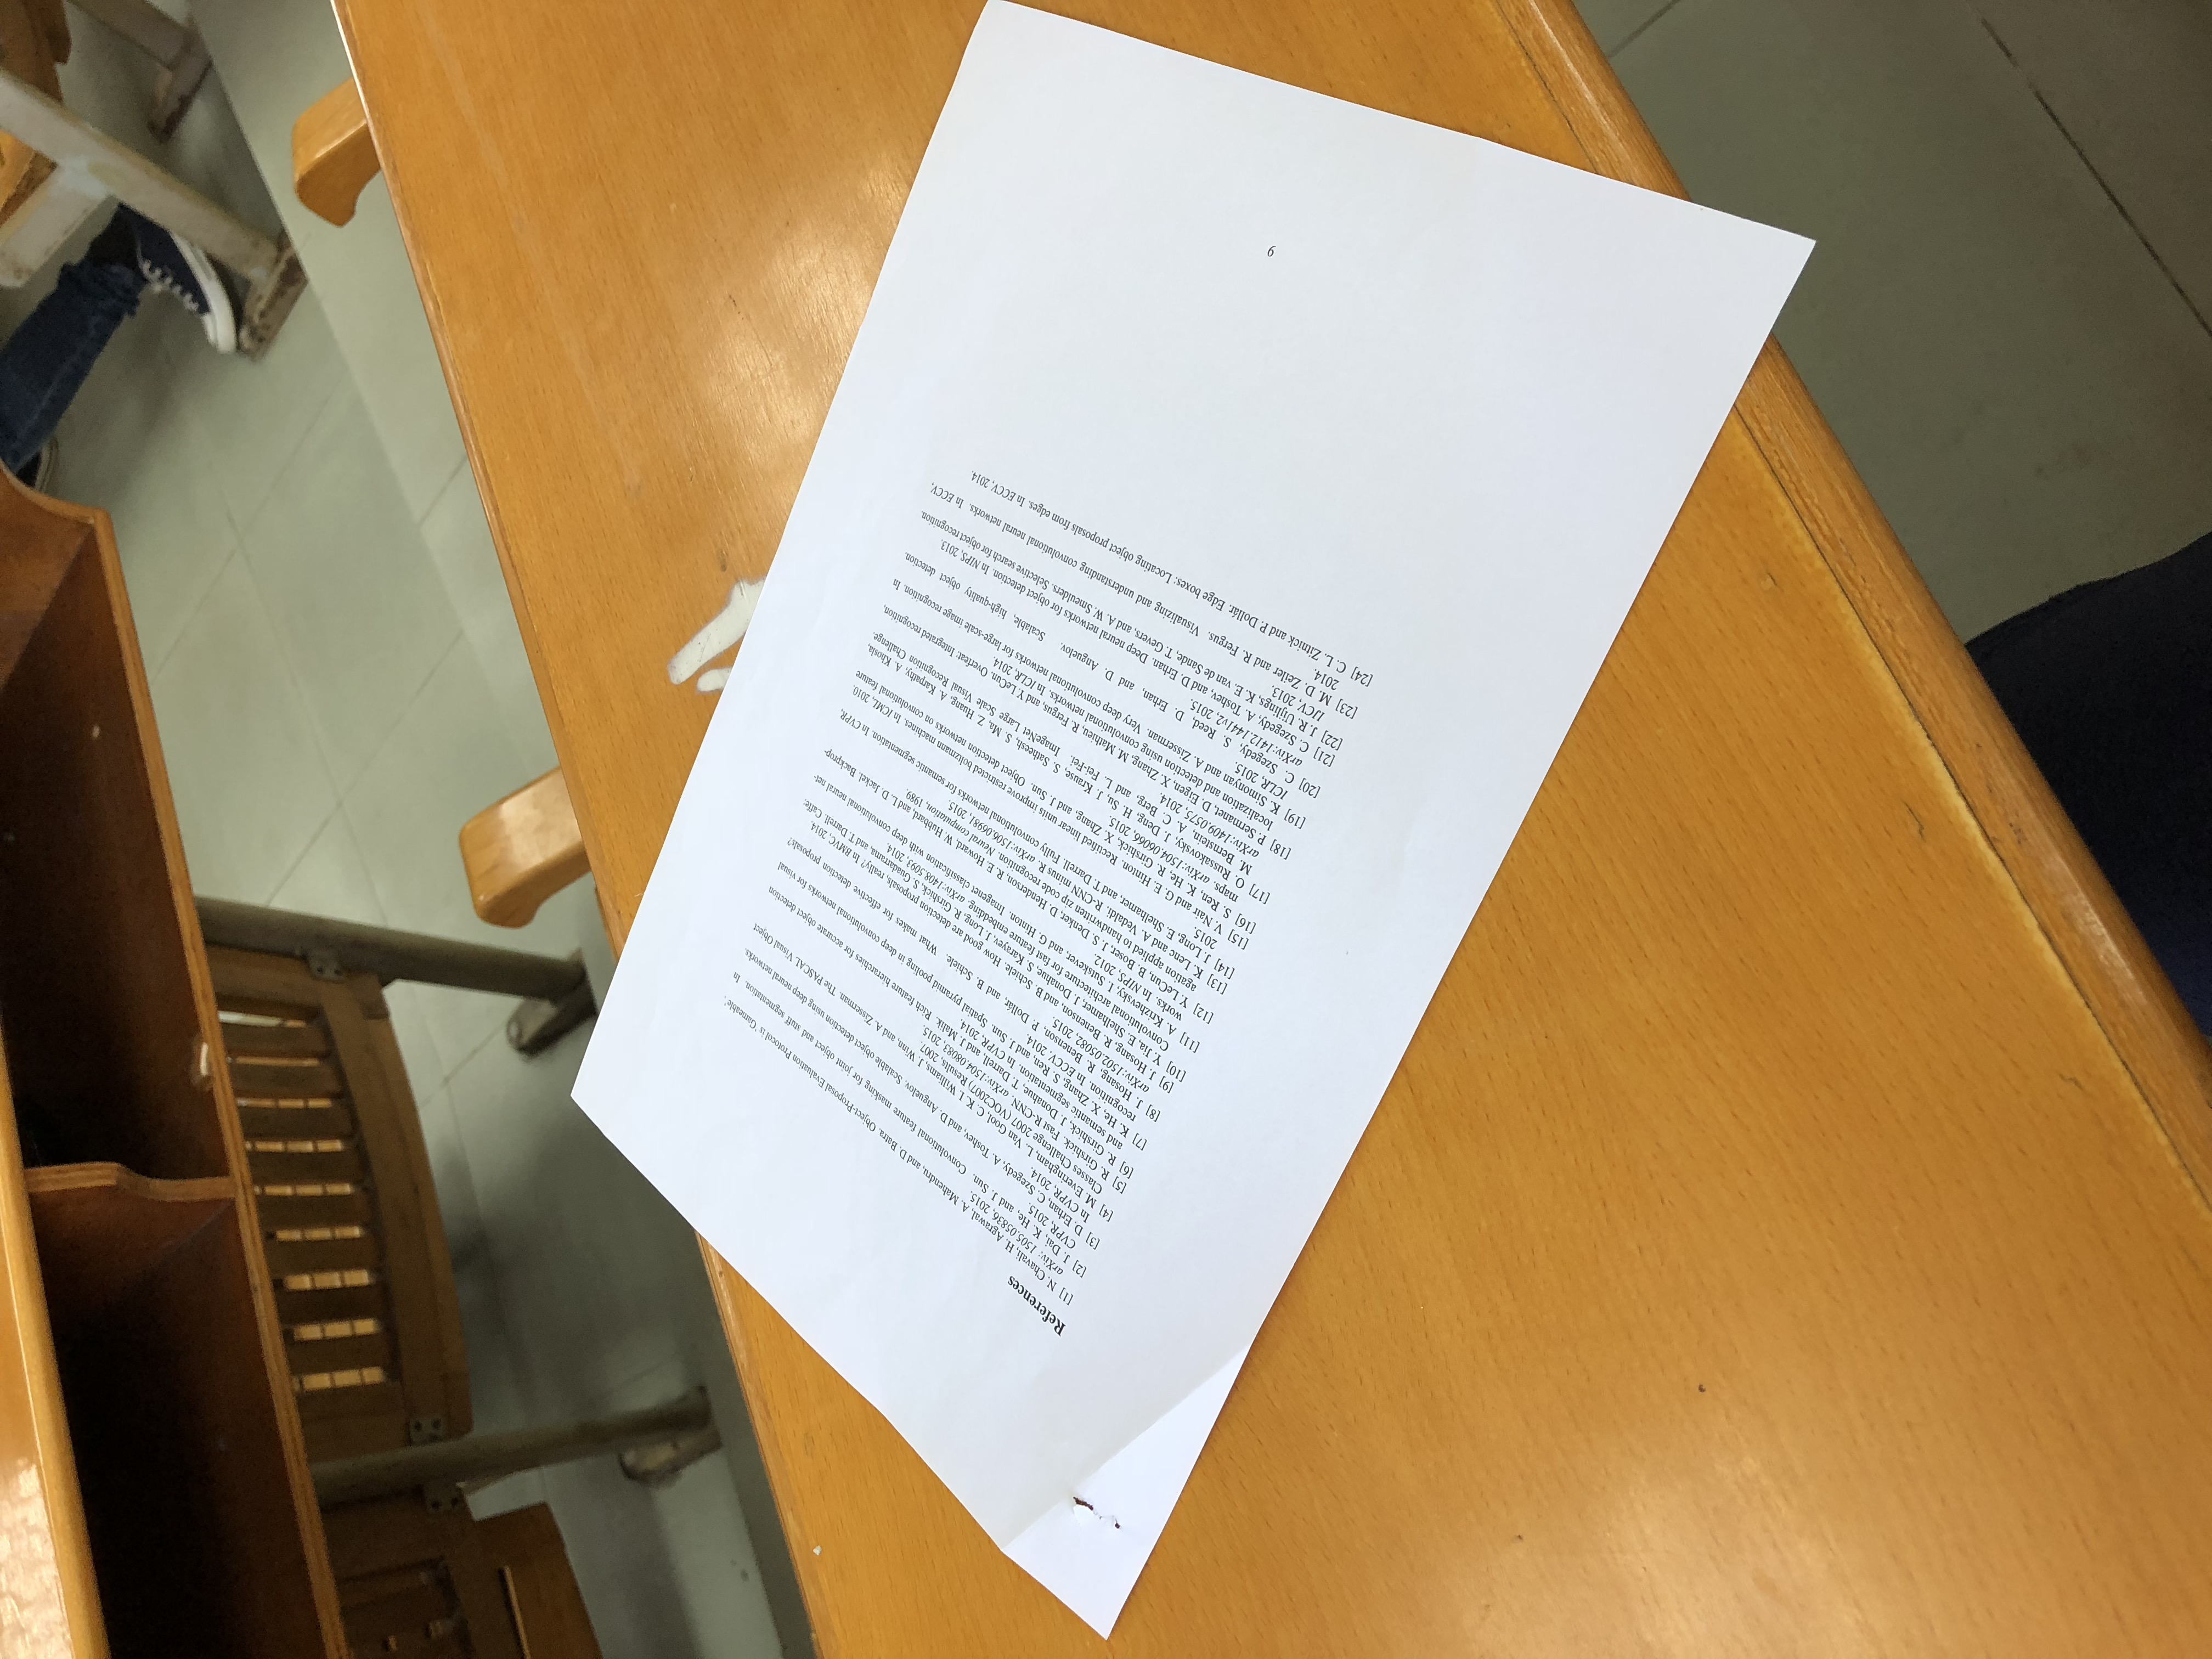 References
[1] N. Chavali, H. Agrawal, A. Mahendru, and D. Batra. Object-Proposal Evaluation Protocol is 'Gameable'.
arXiv:1505.05836, 2015.
[2] J. Dai, K. He, and J. Sun. Convolutional feature masking for joint object and stuff segmentation. In
CVPR, 2015.
[3] D. Erhan, C. Szegedy, A. Toshev, and D. Anguelov. Scalable object detection using deep neural networks.
In CVPR, 2014.
[4] M. Everingham, L. Van Gool, C. K. I. Williams, J. Winn, and A. Zisserman. The PASCAL Visual Object
Classes Challenge 2007 (VOC2007) Results, 2007.
[5] R. Girshick. Fast R-CNN. arXiv:1504.08083, 2015.
[6] R. Girshick, J. Donahue, T. Darrell, and J. Malik. Rich feature hierarchies for accurate object detection
and semantic segmentation. In CVPR, 2014.
[7] K. He, X. Zhang, S. Ren, and J. Sun. Spatial pyramid pooling in deep convolutional networks for visual
recognition. In ECCV. 2014.
[8] J. Hosang, R. Benenson, P. Dollár, and B. Schiele. What makes for effective detection proposals?
arXiv:1502.05082, 2015.
[9] J. Hosang, R. Benenson, and B. Schiele. How good are detection proposals, really? In BMVC, 2014.
[10] Y. Jia, E. Shelhamer, J. Donahue, S. Karayev, J. Long, R. Girshick, S. Guadarrama, and T. Darrell. Caffe:
Convolutional architecture for fast feature embedding. arXiv:1408.5093, 2014.
[11] A. Krizhevsky, I. Sutskever, and G. Hinton. Imagenet classification with deep convolutional neural net-
works. In NIPS, 2012.
[12] Y. LeCun, B. Boser, J. S. Denker, D. Henderson, R. E. Howard, W. Hubbard, and L. D. Jackel. Backprop-
agation applied to handwritten zip code recognition. Neural computation, 1989.
[13] K. Lenc and A. Vedaldi. R-CNN minus R. arXiv:1506.06981, 2015.
[14] J. Long, E. Shelhamer, and T. Darrell. Fully convolutional networks for semantic segmentation. In CVPR,
2015.
[15] V. Nair and G. E. Hinton. Rectified linear units improve restricted boltzmann machines. In ICML, 2010.
[16] S. Ren, K. He, R. Girshick, X. Zhang, and J. Sun. Object detection networks on convolutional feature
maps. arXiv:1504.06066, 2015.
[17] O. Russakovsky, J. Deng, H. Su, J. Krause, S. Satheesh, S. Ma, Z. Huang, A. Karpathy, A. Khosla,
M. Bernstein, A. C. Berg, and L. Fei-Fei. ImageNet Large Scale Visual Recognition Challenge.
arXiv:1409.0575, 2014.
[18] P. Sermanet, D. Eigen, X. Zhang, M. Mathieu, R. Fergus, and Y. LeCun. Overfeat: Integrated recognition,
localization and detection using convolutional networks. In ICLR, 2014.
[19] K. Simonyan and A. Zisserman. Very deep convolutional networks for large-scale image recognition. In
ICLR, 2015.
[20] C. Szegedy, S. Reed, D. Erhan, and D. Anguelov. Scalable, high-quality object detection.
arXiv:1412.1441v2, 2015.
[21] C. Szegedy, A. Toshev, and D. Erhan. Deep neural networks for object detection. In NIPS, 2013.
[22] J. R. Uijlings, K. E. van de Sande, T. Gevers, and A. W. Smeulders. Selective search for object recognition.
IJCV, 2013.
[23] M. D. Zeiler and R. Fergus. Visualizing and understanding convolutional neural networks. In ECCV,
2014.
[24] C. L. Zitnick and P. Dollár. Edge boxes: Locating object proposals from edges. In ECCV, 2014.
9